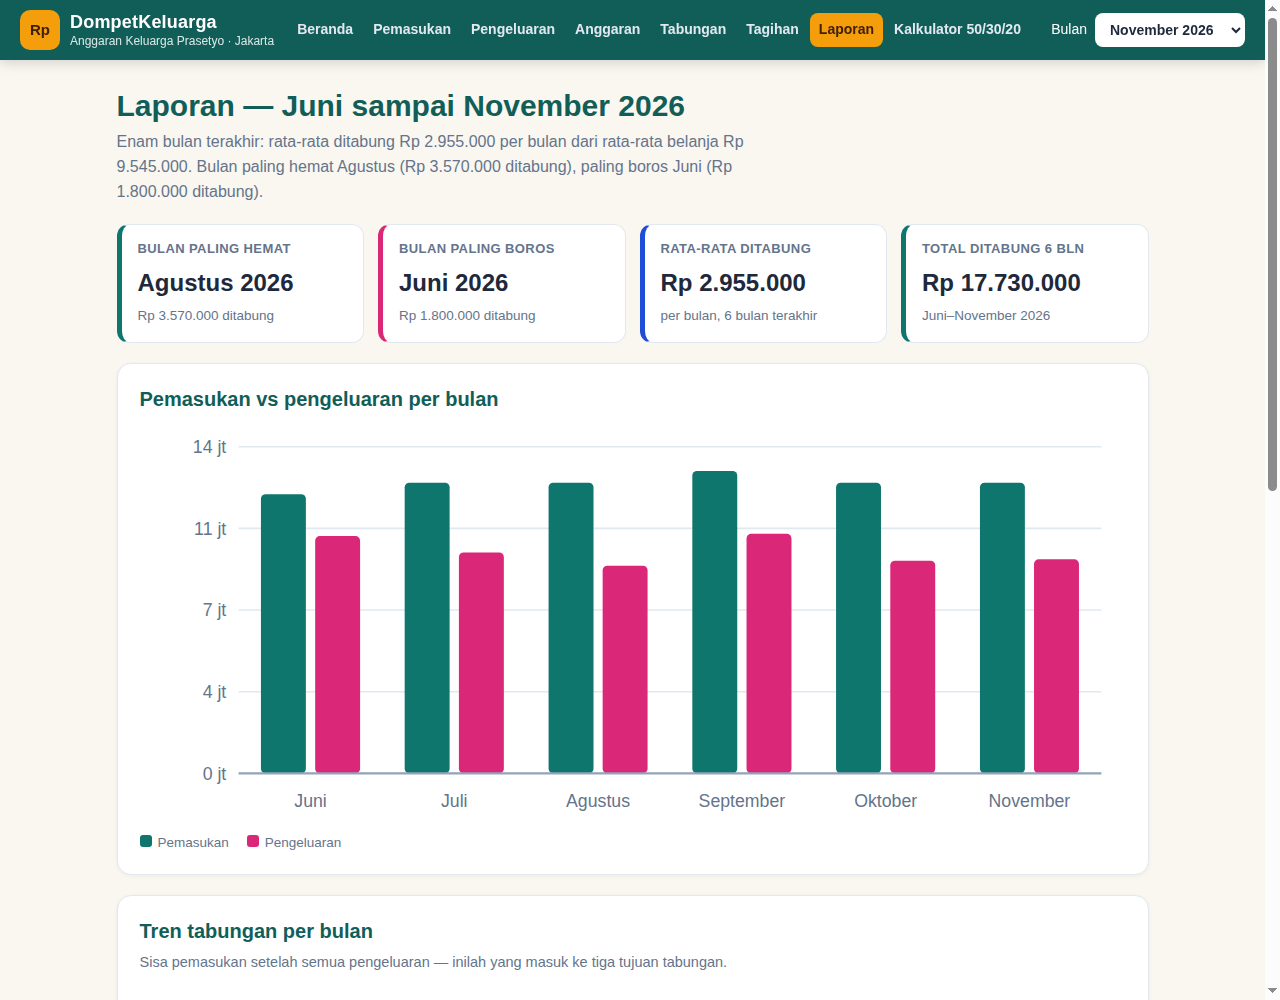 Rp
DompetKeluarga
Anggaran Keluarga Prasetyo · Jakarta
Beranda
Pemasukan
Pengeluaran
Anggaran
Tabungan
Tagihan
Laporan
Kalkulator 50/30/20
Bulan
November 2026
Laporan — Juni sampai November 2026
Enam bulan terakhir: rata-rata ditabung Rp 2.955.000 per bulan dari rata-rata belanja Rp
9.545.000. Bulan paling hemat Agustus (Rp 3.570.000 ditabung), paling boros Juni (Rp
1.800.000 ditabung).
BULAN PALING HEMAT
Agustus 2026
Rp 3.570.000 ditabung
BULAN PALING BOROS
Juni 2026
Rp 1.800.000 ditabung
RATA-RATA DITABUNG
Rp 2.955.000
per bulan, 6 bulan terakhir
TOTAL DITABUNG 6 BLN
Rp 17.730.000
Juni–November 2026
Pemasukan vs pengeluaran per bulan
14 jt
11 jt
7 jt
4 jt
0 jt
Juni
Juli
Agustus
September
Oktober
November
Pemasukan
Pengeluaran
Tren tabungan per bulan
Sisa pemasukan setelah semua pengeluaran — inilah yang masuk ke tiga tujuan tabungan.